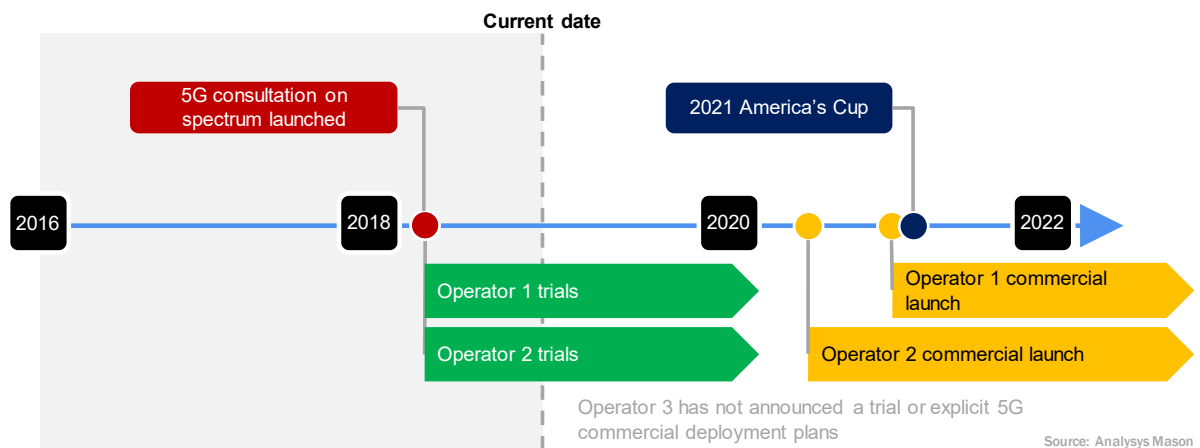 Current date
5G consultation on
spectrum launched
2021 America’s Cup
2016
2018
2020
2022
Operator 1 trials
Operator 1 commercial
launch
Operator 2 trials
Operator 2 commercial launch
Operator 3 has not announced a trial or explicit 5G
commercial deployment plans
Source: Analysys Mason